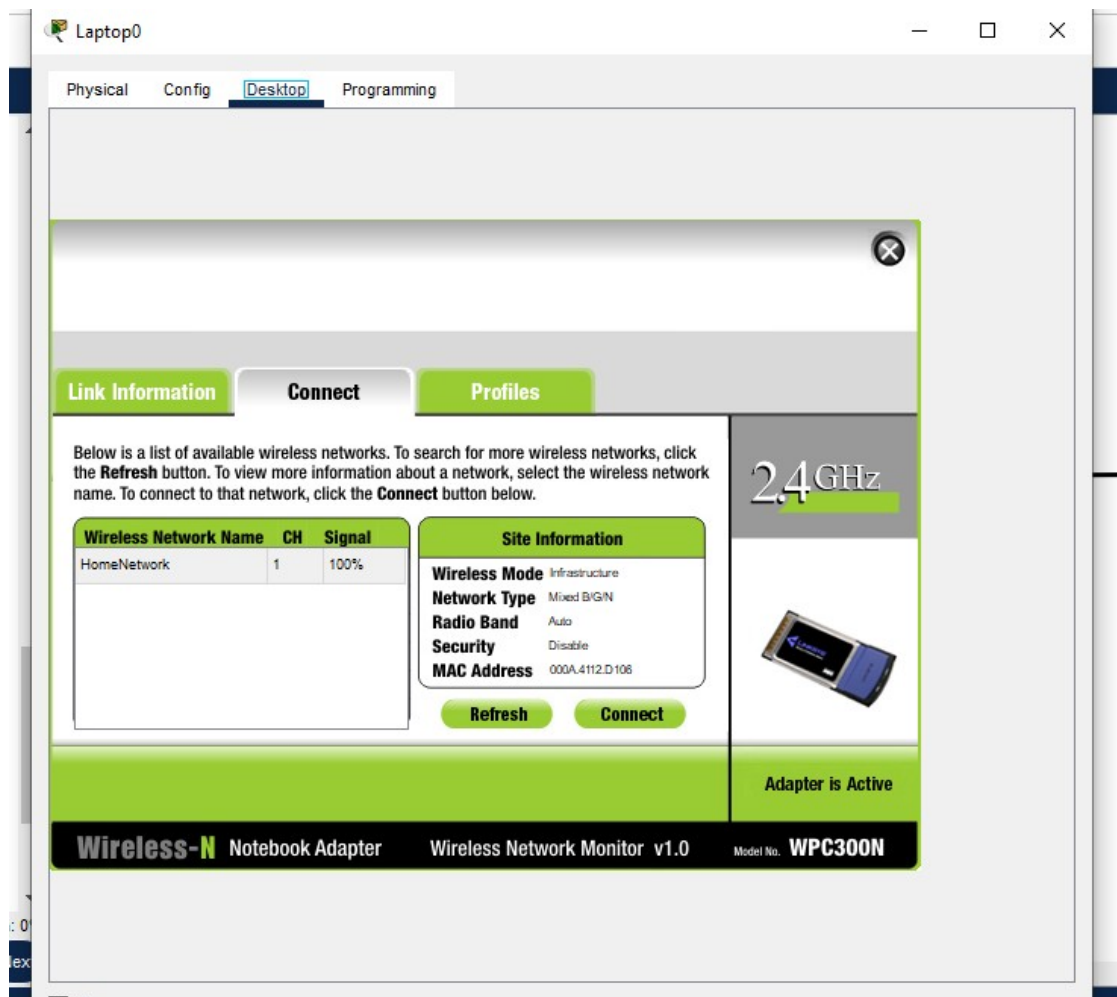 Laptop0
Physical Config Desktop Programming
Link Information Connect Profiles
Below is a list of available wireless networks. To search for more wireless networks, click
the Refresh button. To view more information about a network, select the wireless network
name. To connect to that network, click the Connect button below.
2.4GHz
Wireless Network Name CH Signal
HomeNetwork 1 100%
Site Information
Wireless Mode Infrastructure
Network Type Mixed B/G/N
Radio Band Auto
Security Disable
MAC Address 000A.4112.D106
Refresh Connect
Adapter is Active
Wireless-N Notebook Adapter Wireless Network Monitor v1.0 Model No. WPC300N